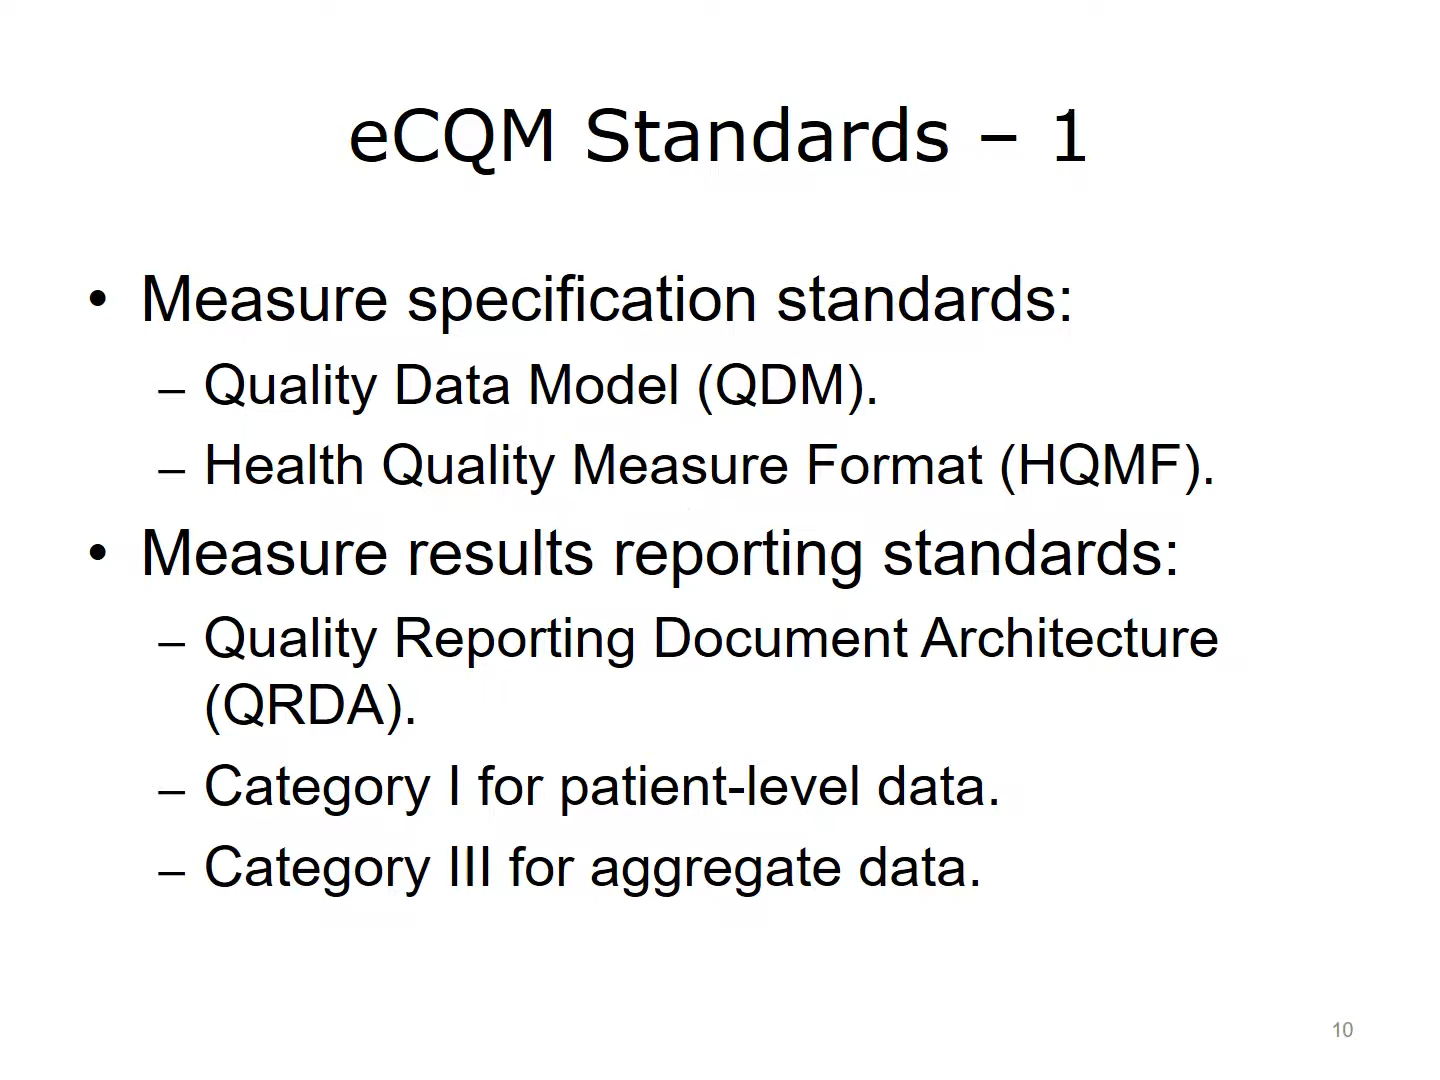 eCQM Standards – 1
• Measure specification standards:
– Quality Data Model (QDM).
– Health Quality Measure Format (HQMF).
• Measure results reporting standards:
– Quality Reporting Document Architecture
(QRDA).
– Category I for patient-level data.
– Category III for aggregate data.
10